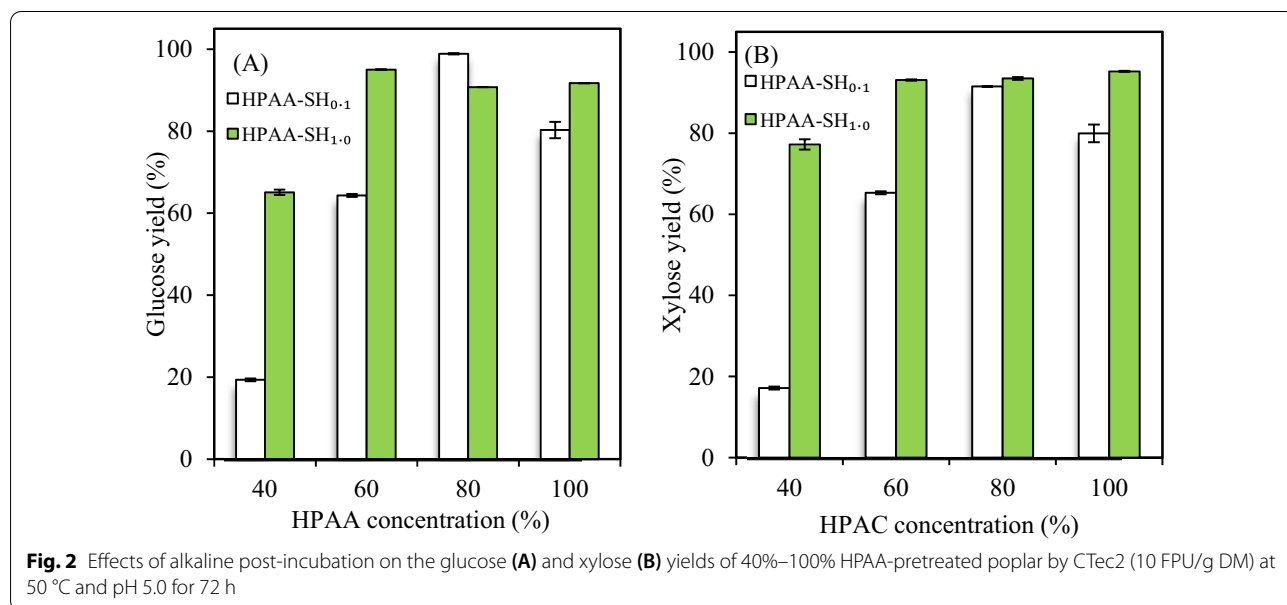 (A)
HPAA-SH₀.₁
HPAA-SH₁.₀
Glucose yield (%)
100
80
60
40
20
0
40 60 80 100
HPAA concentration (%)
(B)
HPAA-SH₀.₁
HPAA-SH₁.₀
Xylose yield (%)
100
80
60
40
20
0
40 60 80 100
HPAC concentration (%)
Fig. 2 Effects of alkaline post-incubation on the glucose (A) and xylose (B) yields of 40%–100% HPAA-pretreated poplar by CTec2 (10 FPU/g DM) at
50 °C and pH 5.0 for 72 h